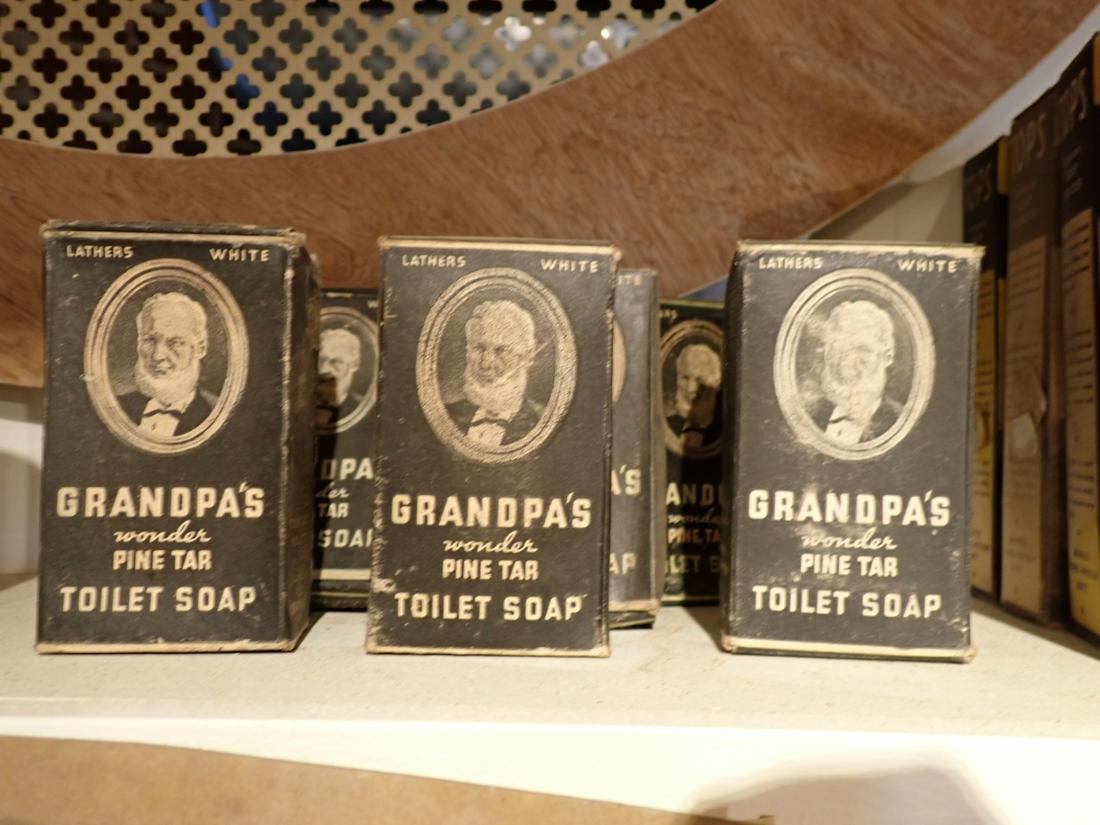 LATHERS WHITE
GRANDPA'S
wonder
PINE TAR
TOILET SOAP
LATHERS WHITE
GRANDPA'S
wonder
PINE TAR
TOILET SOAP
LATHERS WHITE
GRANDPA'S
wonder
PINE TAR
TOILET SOAP